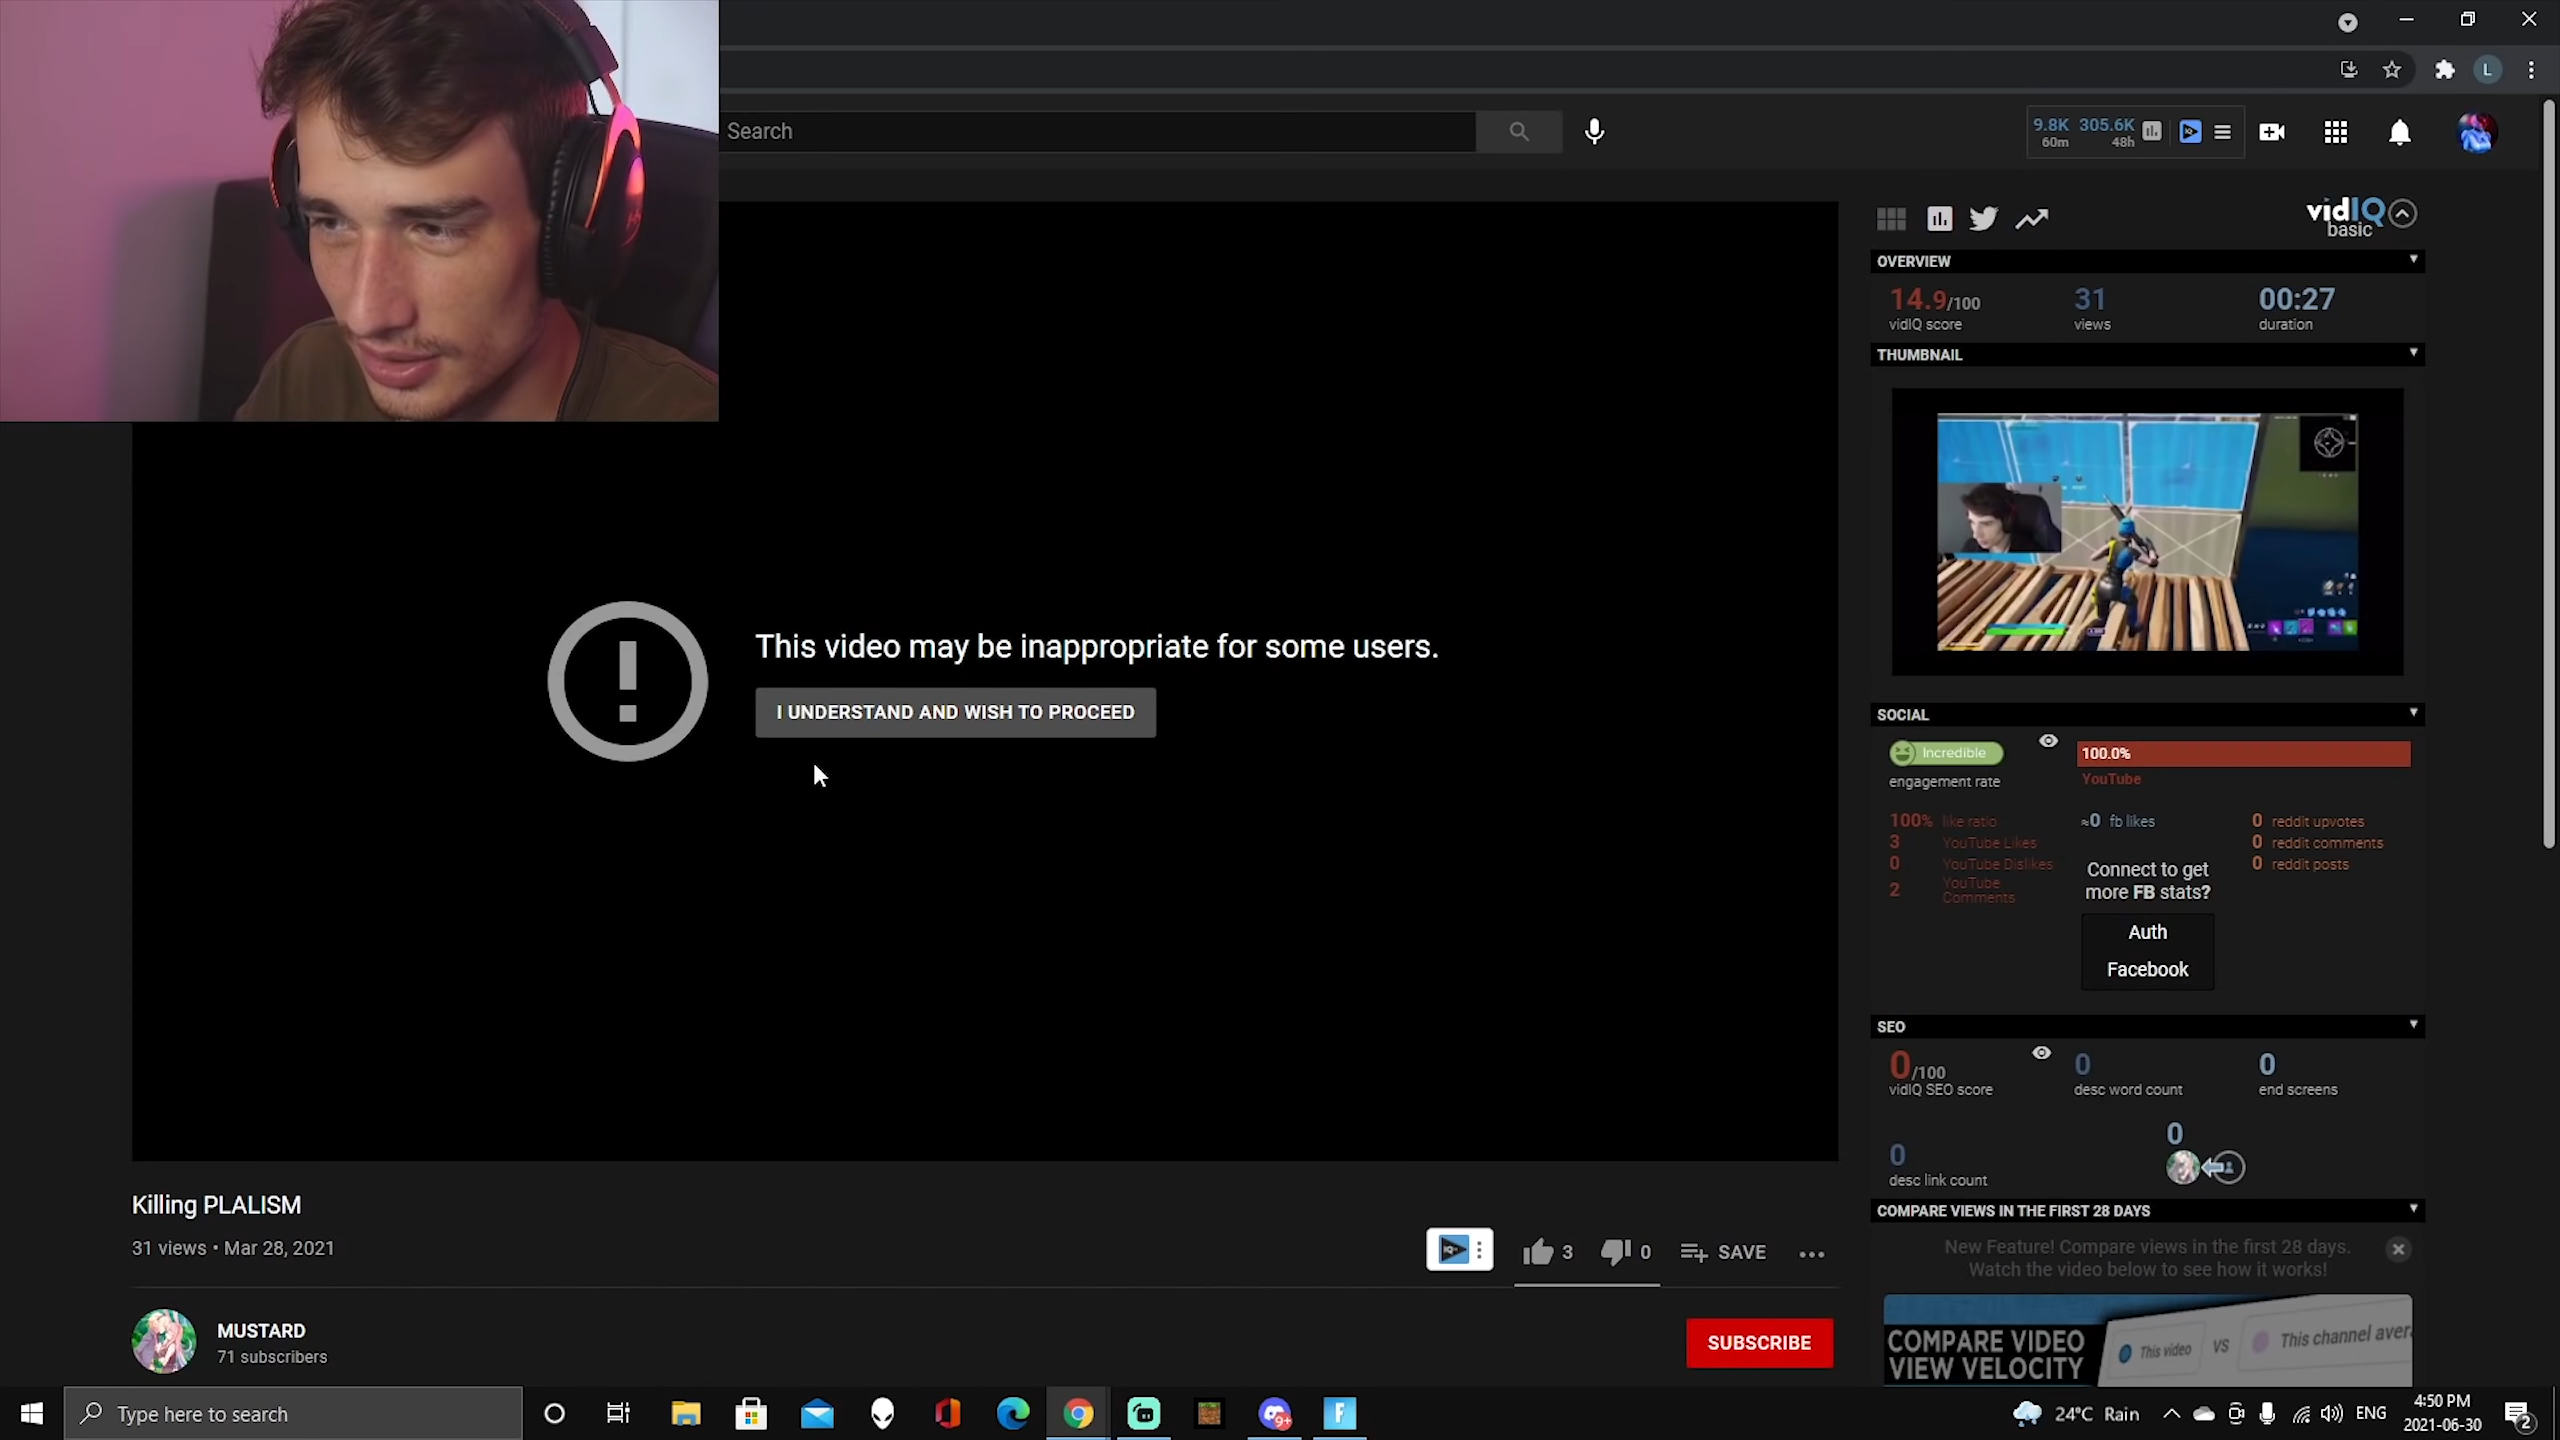 L
Search
9.8K 305.6K
60m 48h
vidIQ
basic
OVERVIEW
14.9/100 31 00:27
vidIQ score views duration
THUMBNAIL
This video may be inappropriate for some users.
I UNDERSTAND AND WISH TO PROCEED
SOCIAL
Incredible 100.0%
engagement rate YouTube
100% like ratio ≈0 fb likes 0 reddit upvotes
3 YouTube Likes 0 reddit comments
0 YouTube Dislikes 0 reddit posts
2 YouTube
Comments
Connect to get
more FB stats?
Auth
Facebook
SEO
0/100 0 0
vidIQ SEO score desc word count end screens
0
0
desc link count
COMPARE VIEWS IN THE FIRST 28 DAYS
New Feature! Compare views in the first 28 days.
Watch the video below to see how it works!
COMPARE VIDEO
VIEW VELOCITY
This video VS This channel aver
Killing PLALISM
31 views • Mar 28, 2021
3 0 SAVE
MUSTARD
71 subscribers
SUBSCRIBE
Type here to search
9+
24°C Rain
ENG
4:50 PM
2021-06-30
2